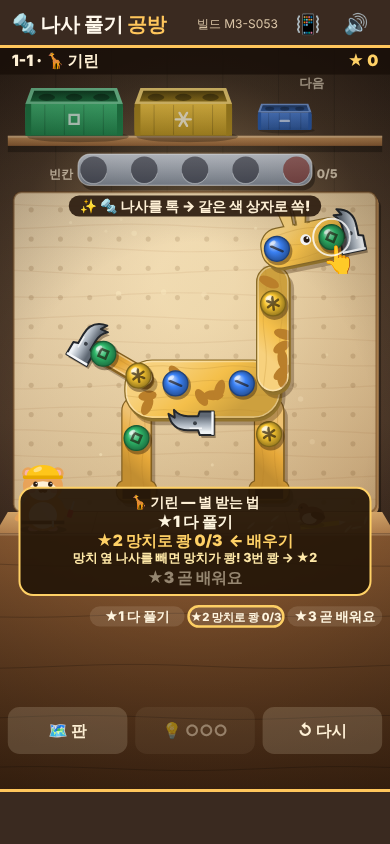 나사 풀기 공방
빌드 M3-S053
1-1 · 기린
★ 0
다음
빈칸
0/5
✨ 🔩 나사를 톡 → 같은 색 상자로 쏙!
🦒 기린 — 별 받는 법
★1 다 풀기
★2 망치로 쾅 0/3 ← 배우기
망치 옆 나사를 빼면 망치가 쾅! 3번 쾅 → ★2
★3 곧 배워요
★1 다 풀기
★2 망치로 쾅 0/3
★3 곧 배워요
🗺️ 판
💡 ○○○
↺ 다시